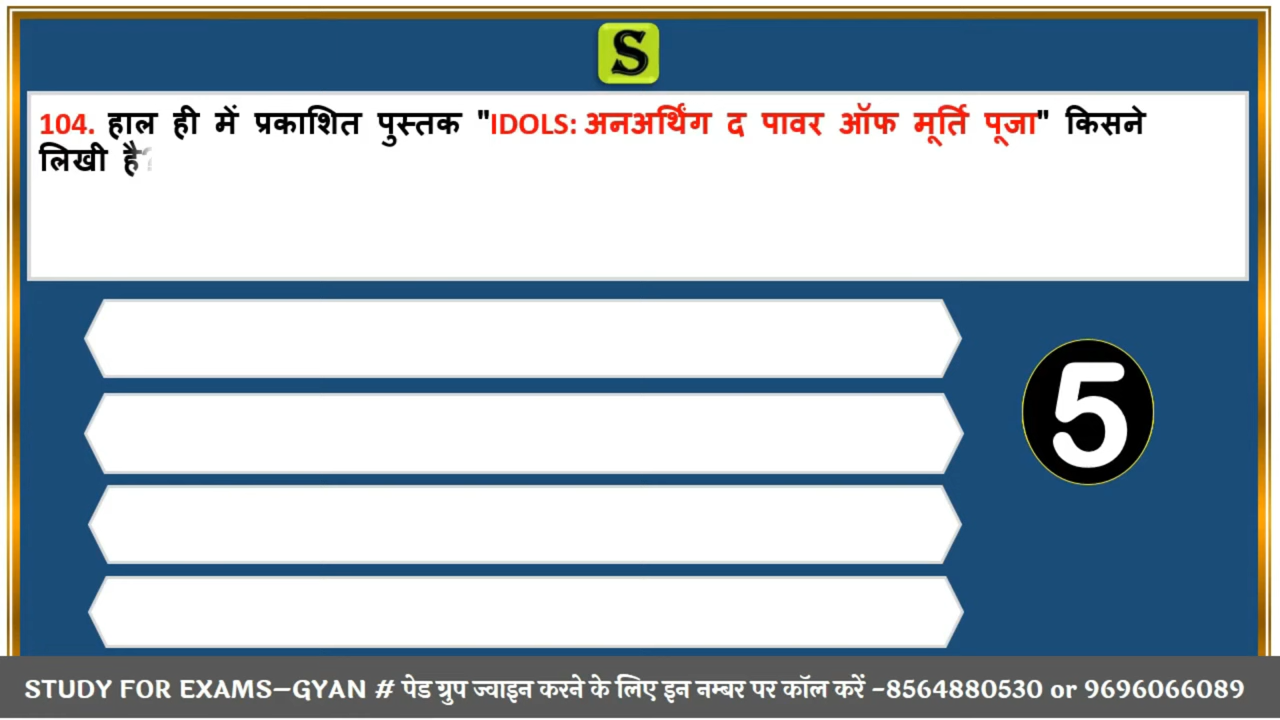 S
104. हाल ही में प्रकाशित पुस्तक "IDOLS: अनअर्थिंग द पावर ऑफ मूर्ति पूजा" किसने
लिखी है
5
STUDY FOR EXAMS–GYAN # पेड ग्रुप ज्वाइन करने के लिए इन नम्बर पर कॉल करें –8564880530 or 9696066089